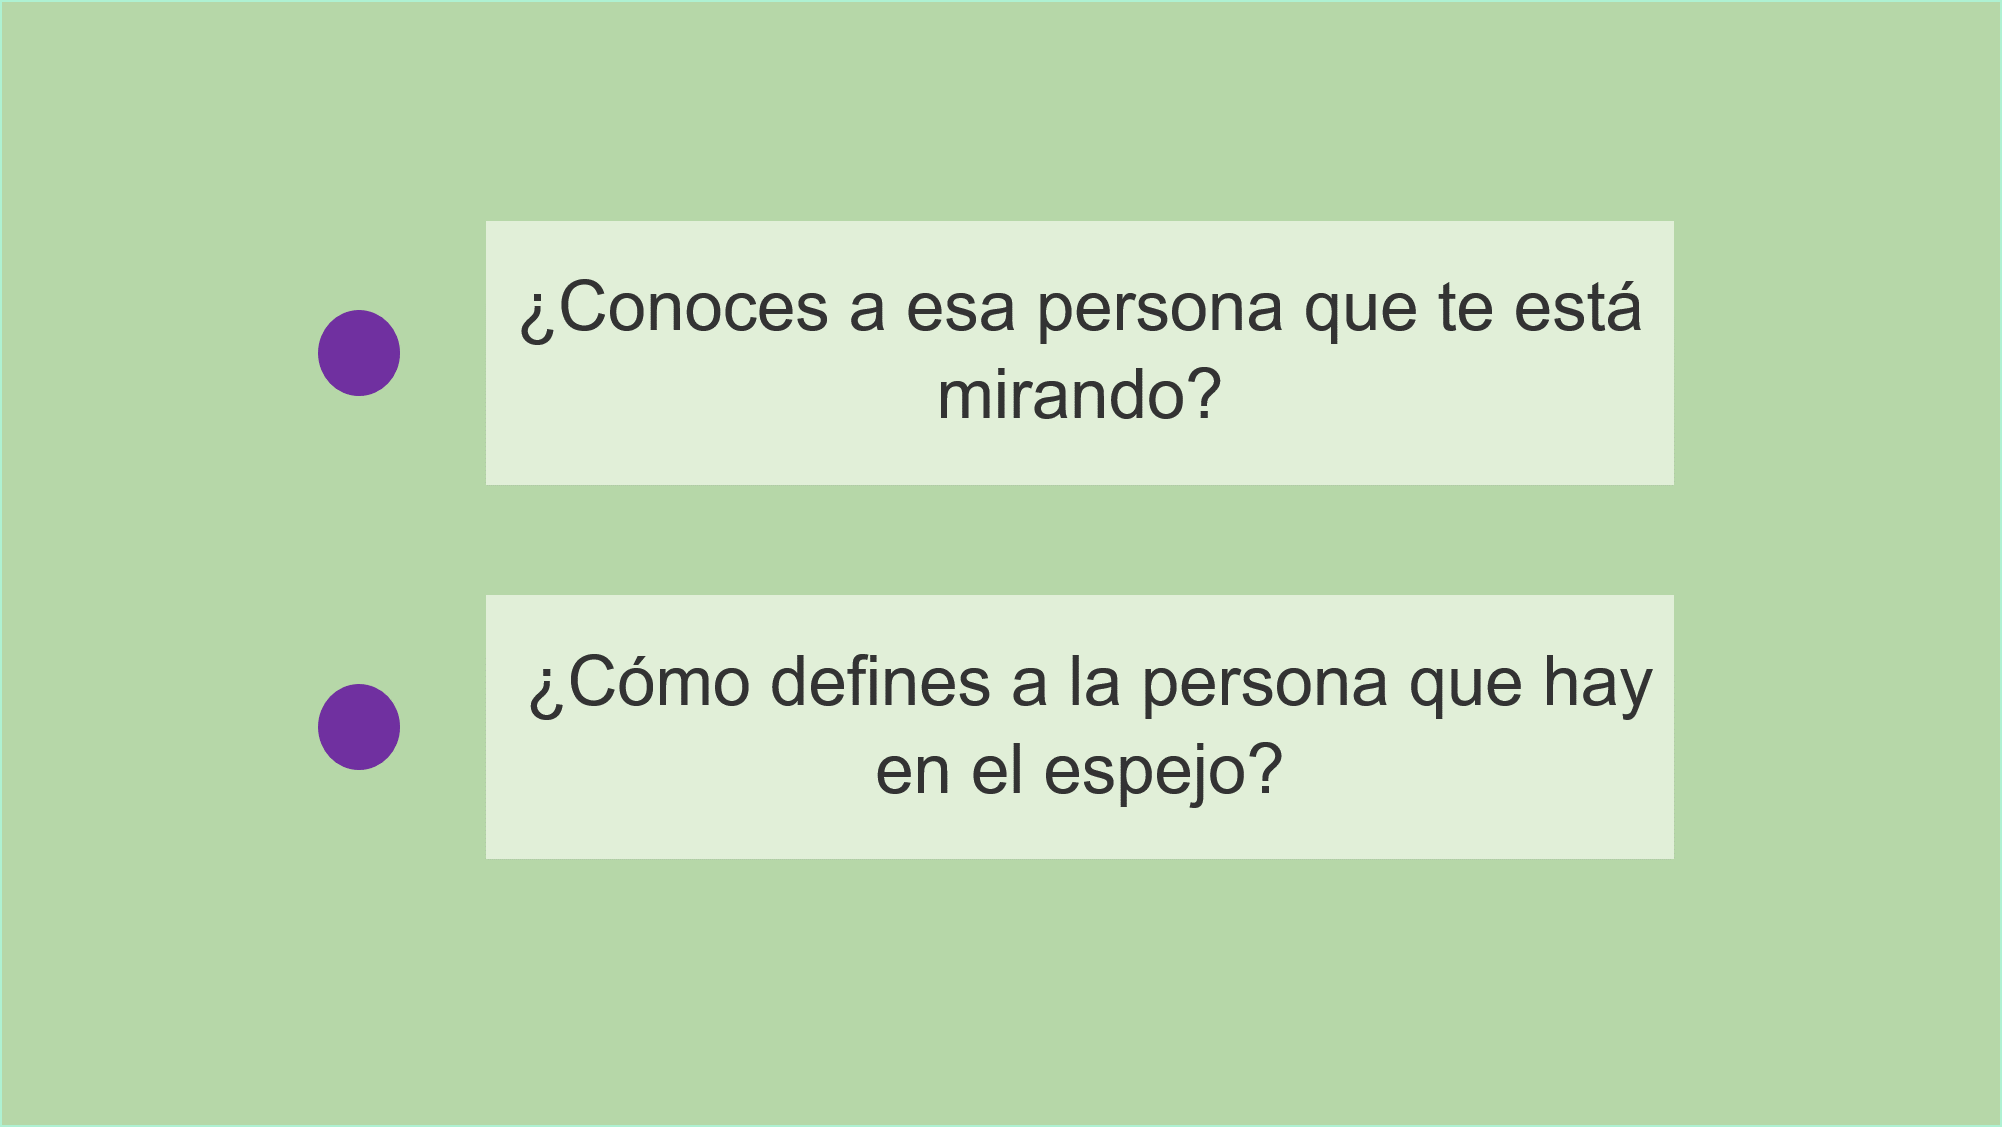 ¿Conoces a esa persona que te está
mirando?
¿Cómo defines a la persona que hay
en el espejo?